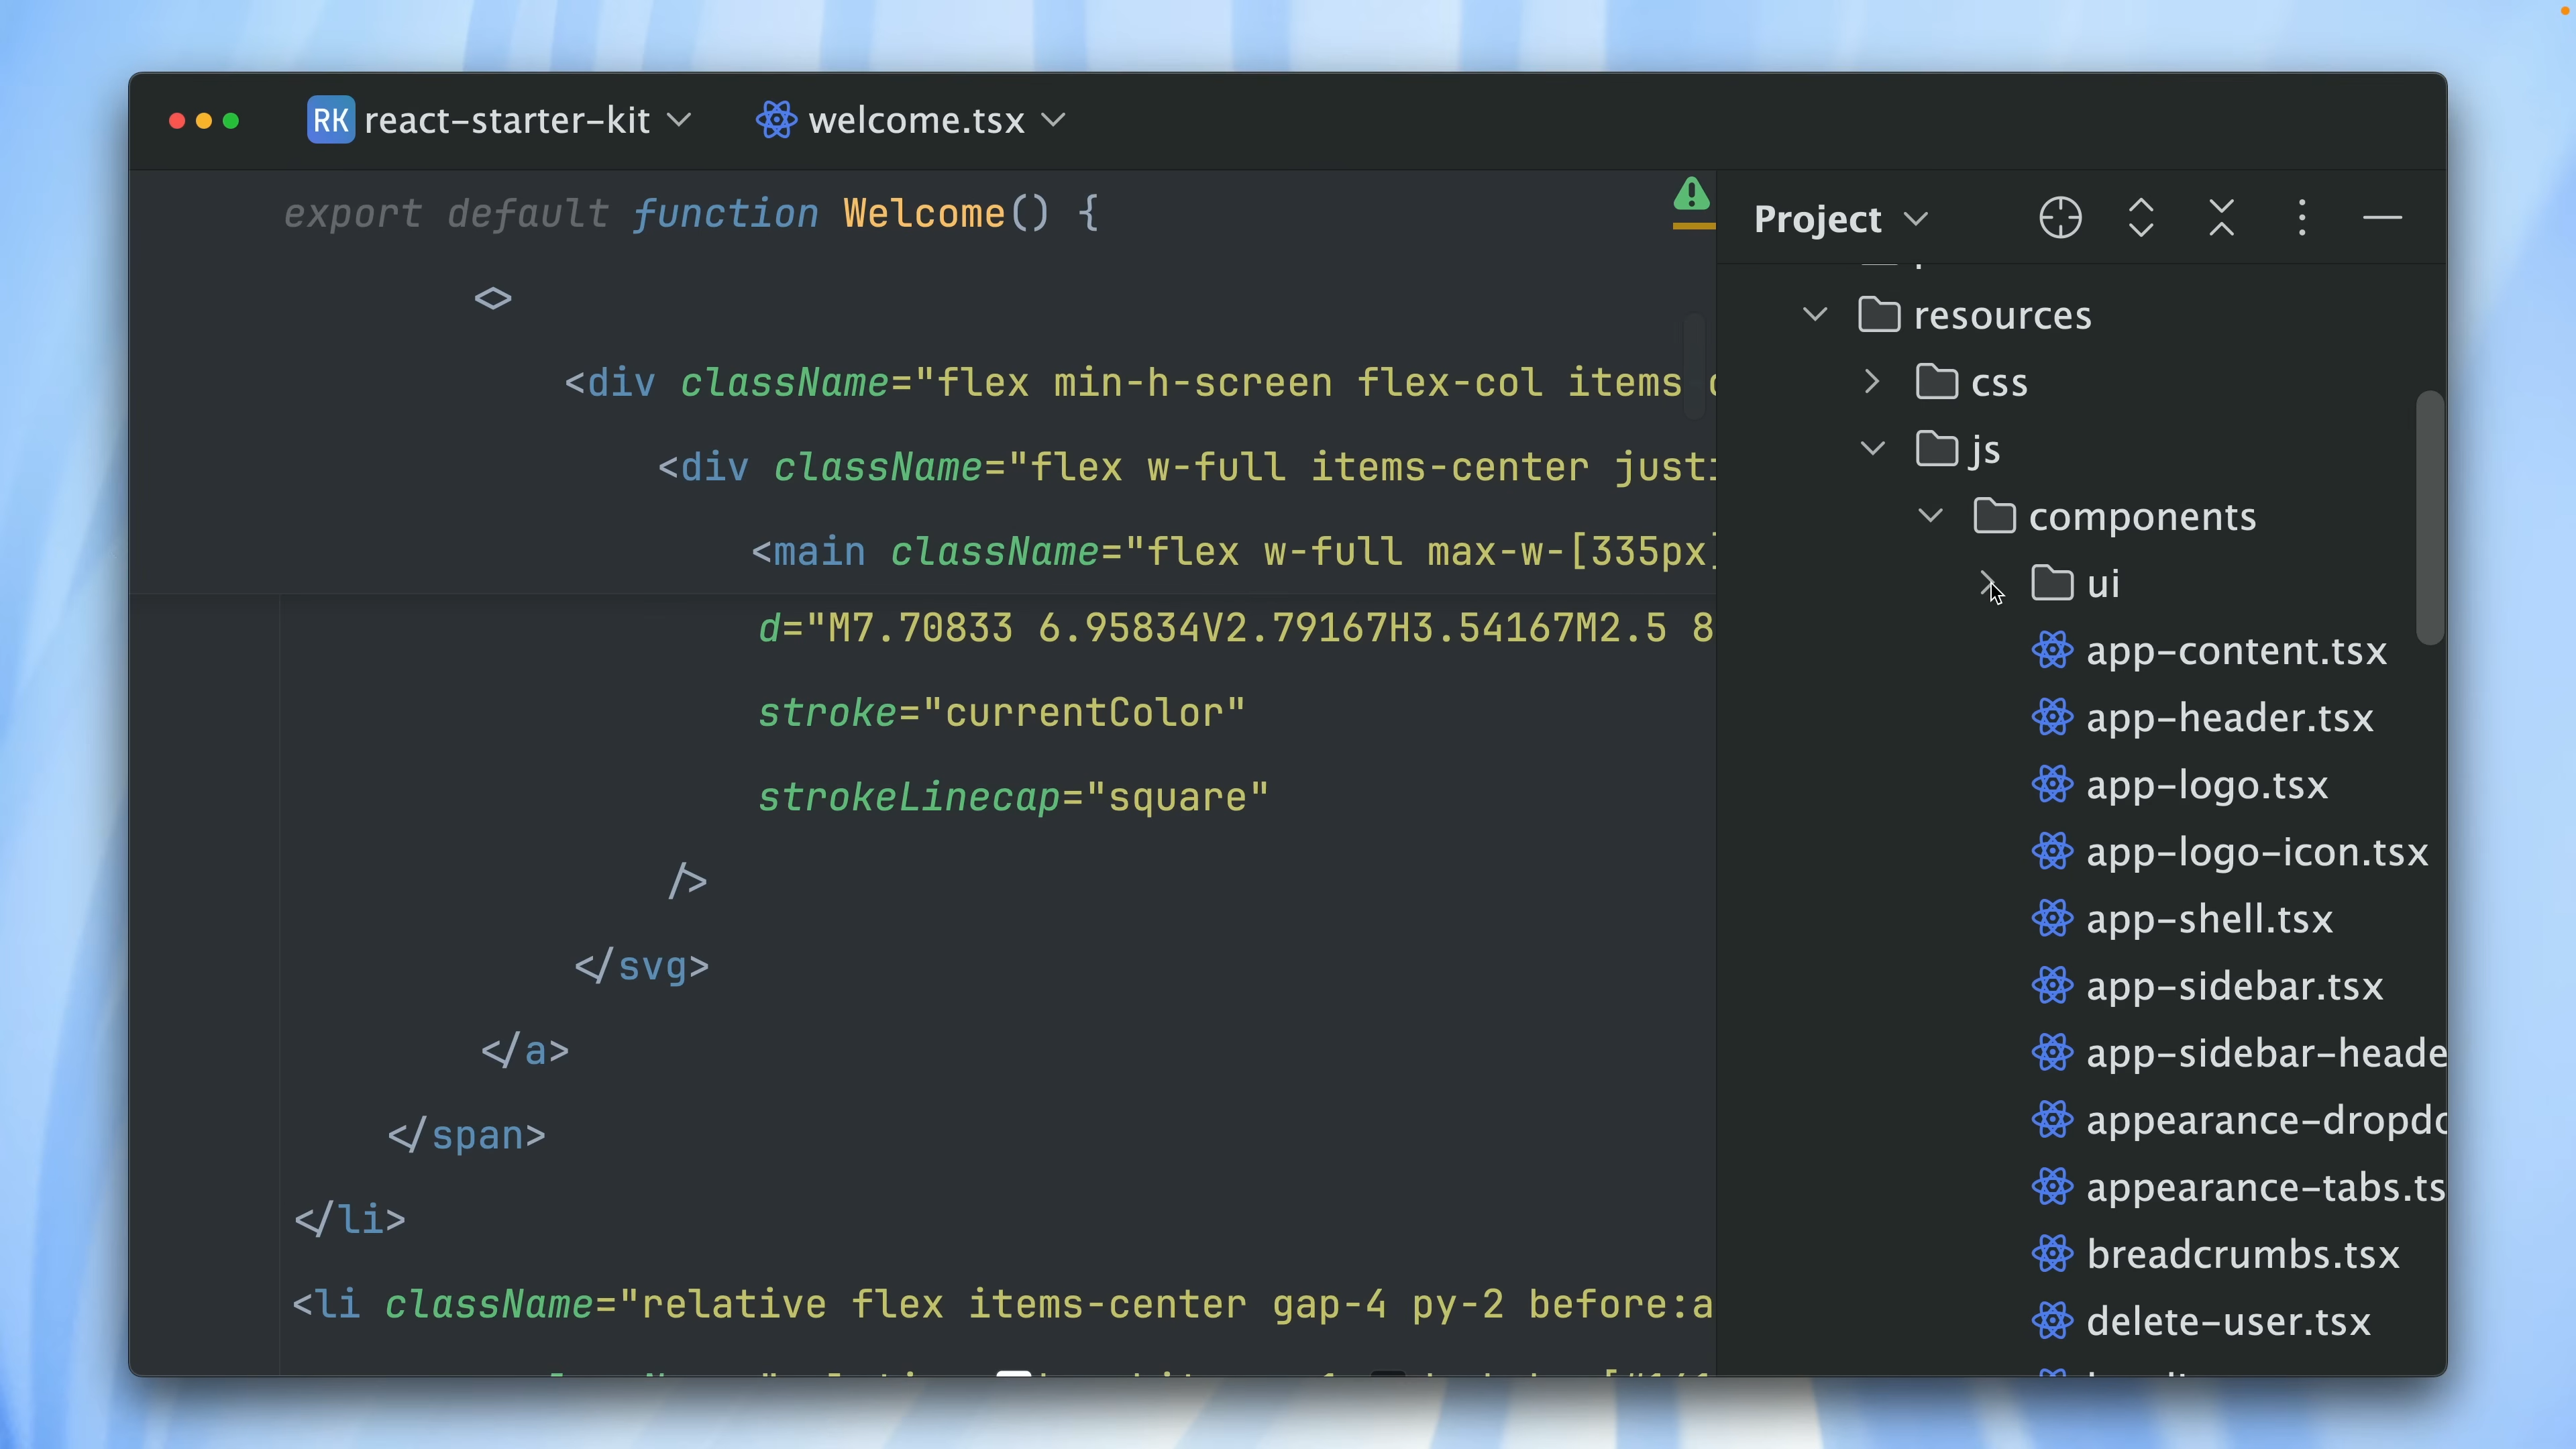 RK react-starter-kit welcome.tsx
export default function Welcome() {
<>
<div className="flex min-h-screen flex-col items-
<div className="flex w-full items-center justi
<main className="flex w-full max-w-[335px]
d="M7.70833 6.95834V2.79167H3.54167M2.5 8
stroke="currentColor"
strokeLinecap="square"
/>
</svg>
</a>
</span>
</li>
<li className="relative flex items-center gap-4 py-2 before:a
Project
resources
css
js
components
ui
app-content.tsx
app-header.tsx
app-logo.tsx
app-logo-icon.tsx
app-shell.tsx
app-sidebar.tsx
app-sidebar-heade
appearance-dropdo
appearance-tabs.ts
breadcrumbs.tsx
delete-user.tsx